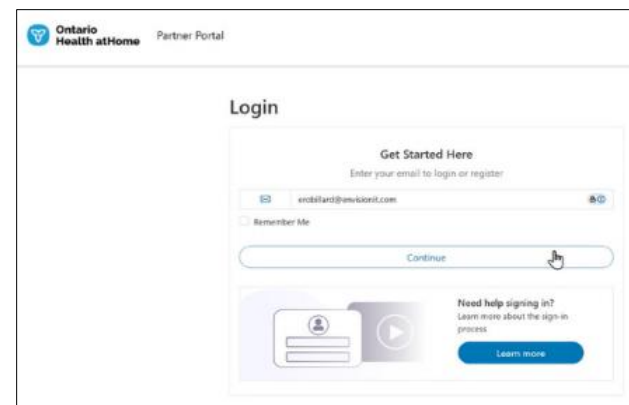 Ontario
Health atHome
Partner Portal
Login
Get Started Here
Enter your email to login or register
erobillard@envisionit.com
Remember Me
Continue
Need help signing in?
Learn more about the sign-in
process
Learn more